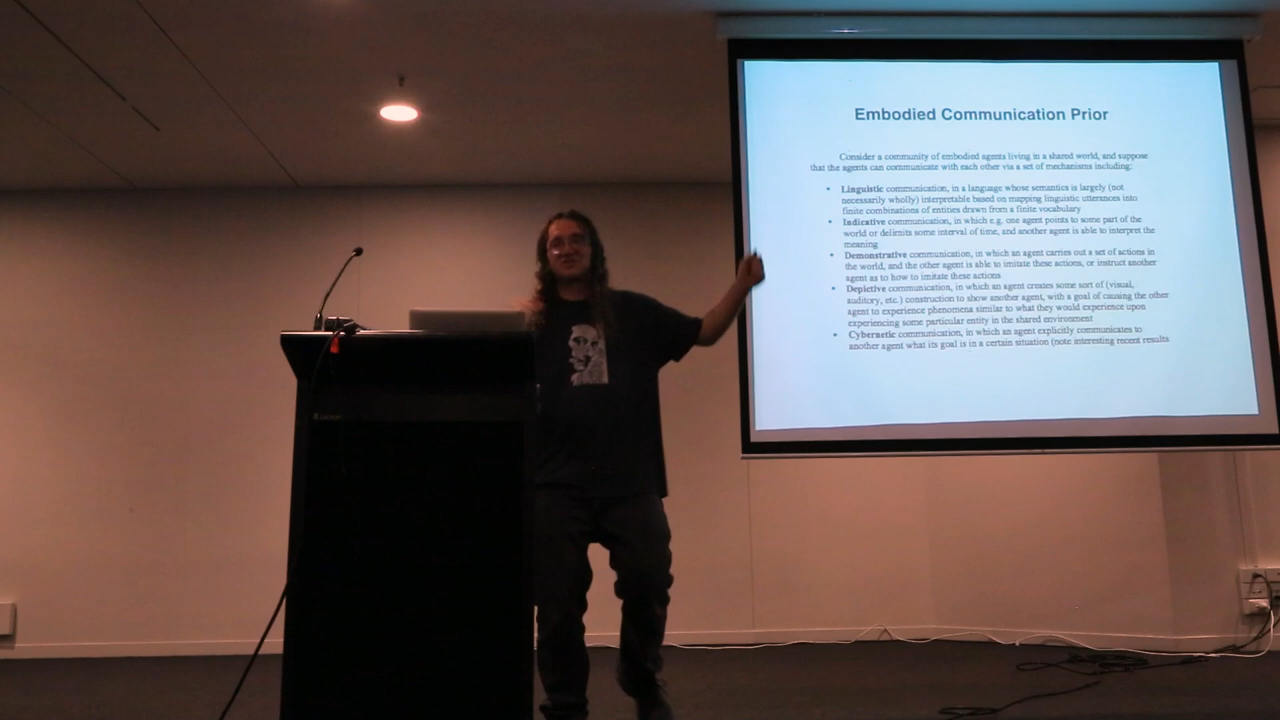 Embodied Communication Prior
Consider a community of embodied agents living in a shared world, and suppose
that the agents can communicate with each other via a set of mechanisms including:
• Linguistic communication, in a language whose semantics is largely (not
necessarily wholly) interpretable based on mapping linguistic utterances into
finite combinations of entities drawn from a finite vocabulary
• Indicative communication, in which e.g. one agent points to some part of the
world or delimits some interval of time, and another agent is able to interpret the
meaning
• Demonstrative communication, in which an agent carries out a set of actions in
the world, and the other agent is able to imitate these actions, or instruct another
agent as to how to imitate these actions
• Depictive communication, in which an agent creates some sort of (visual,
auditory, etc.) construction to show another agent, with a goal of causing the other
agent to experience phenomena similar to what they would experience upon
experiencing some particular entity in the shared environment
• Cybernetic communication, in which an agent explicitly communicates to
another agent what its goal is in a certain situation (note interesting recent results